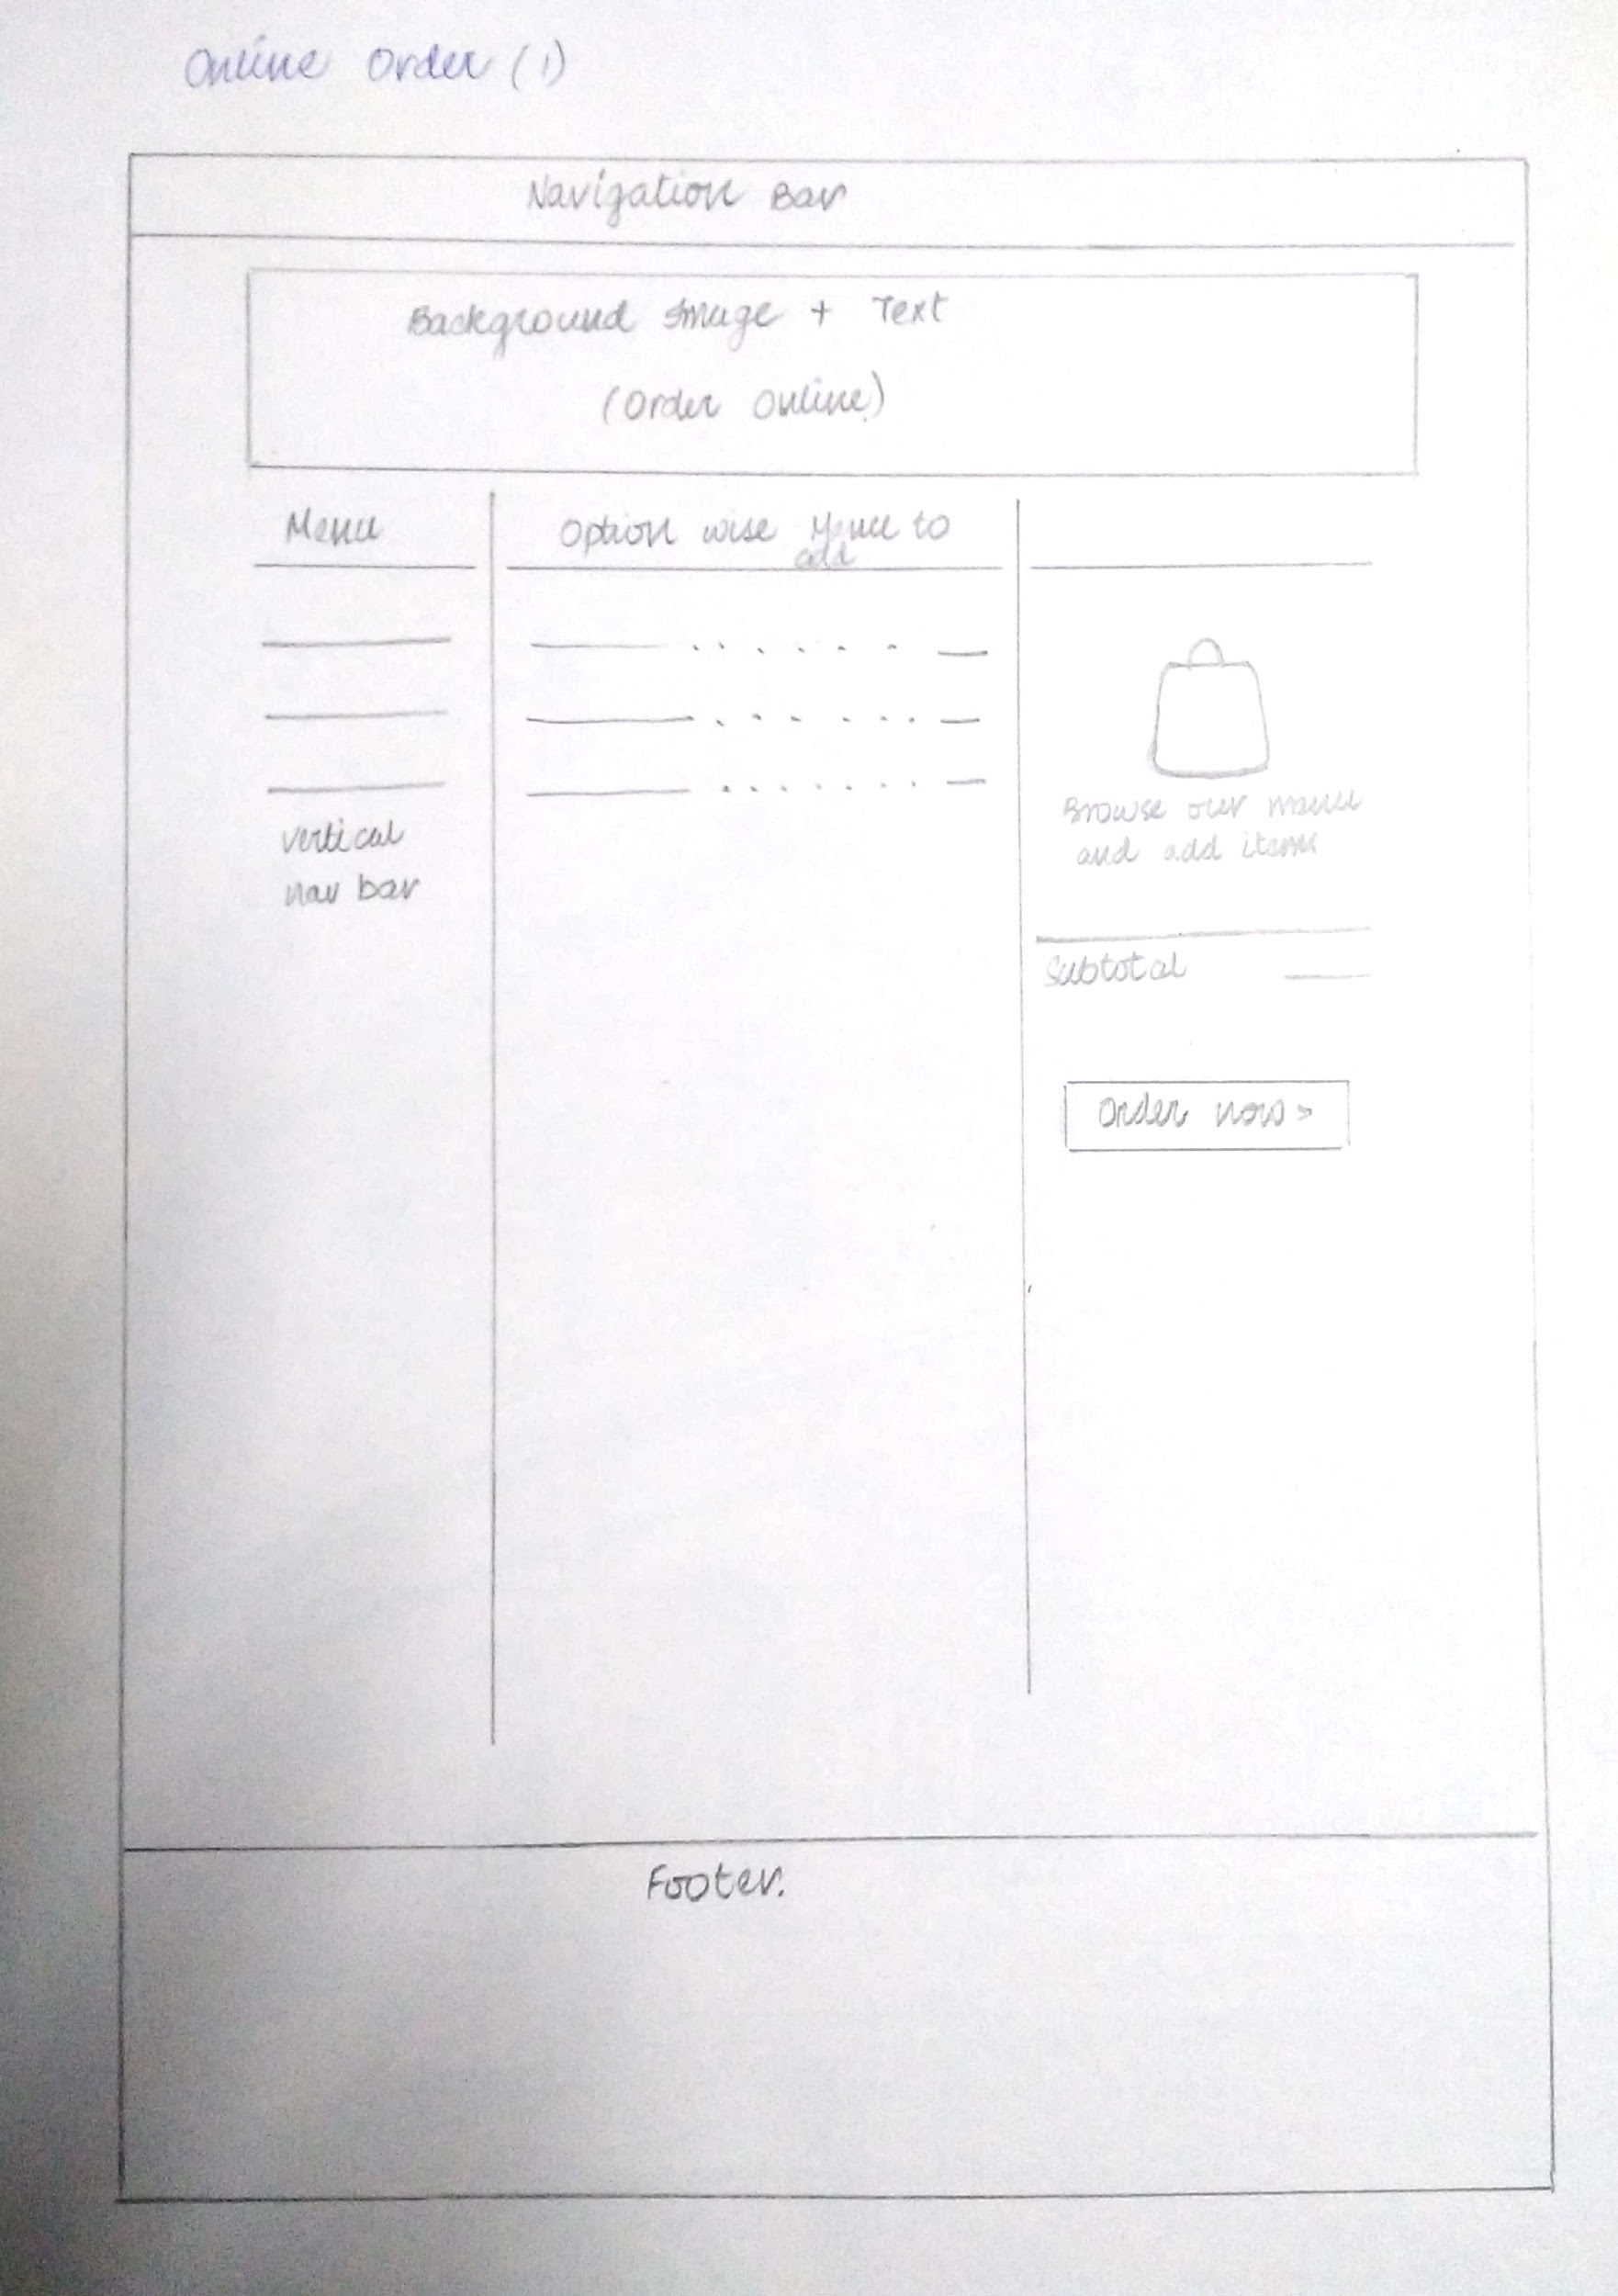 Online Order (1)
Navigation Bar
Background Image + Text
(Order Online)
Menu
Option wise Menu to
add
vertical
nav bar
Browse our menu
and add items
Subtotal
Order now >
Footer.